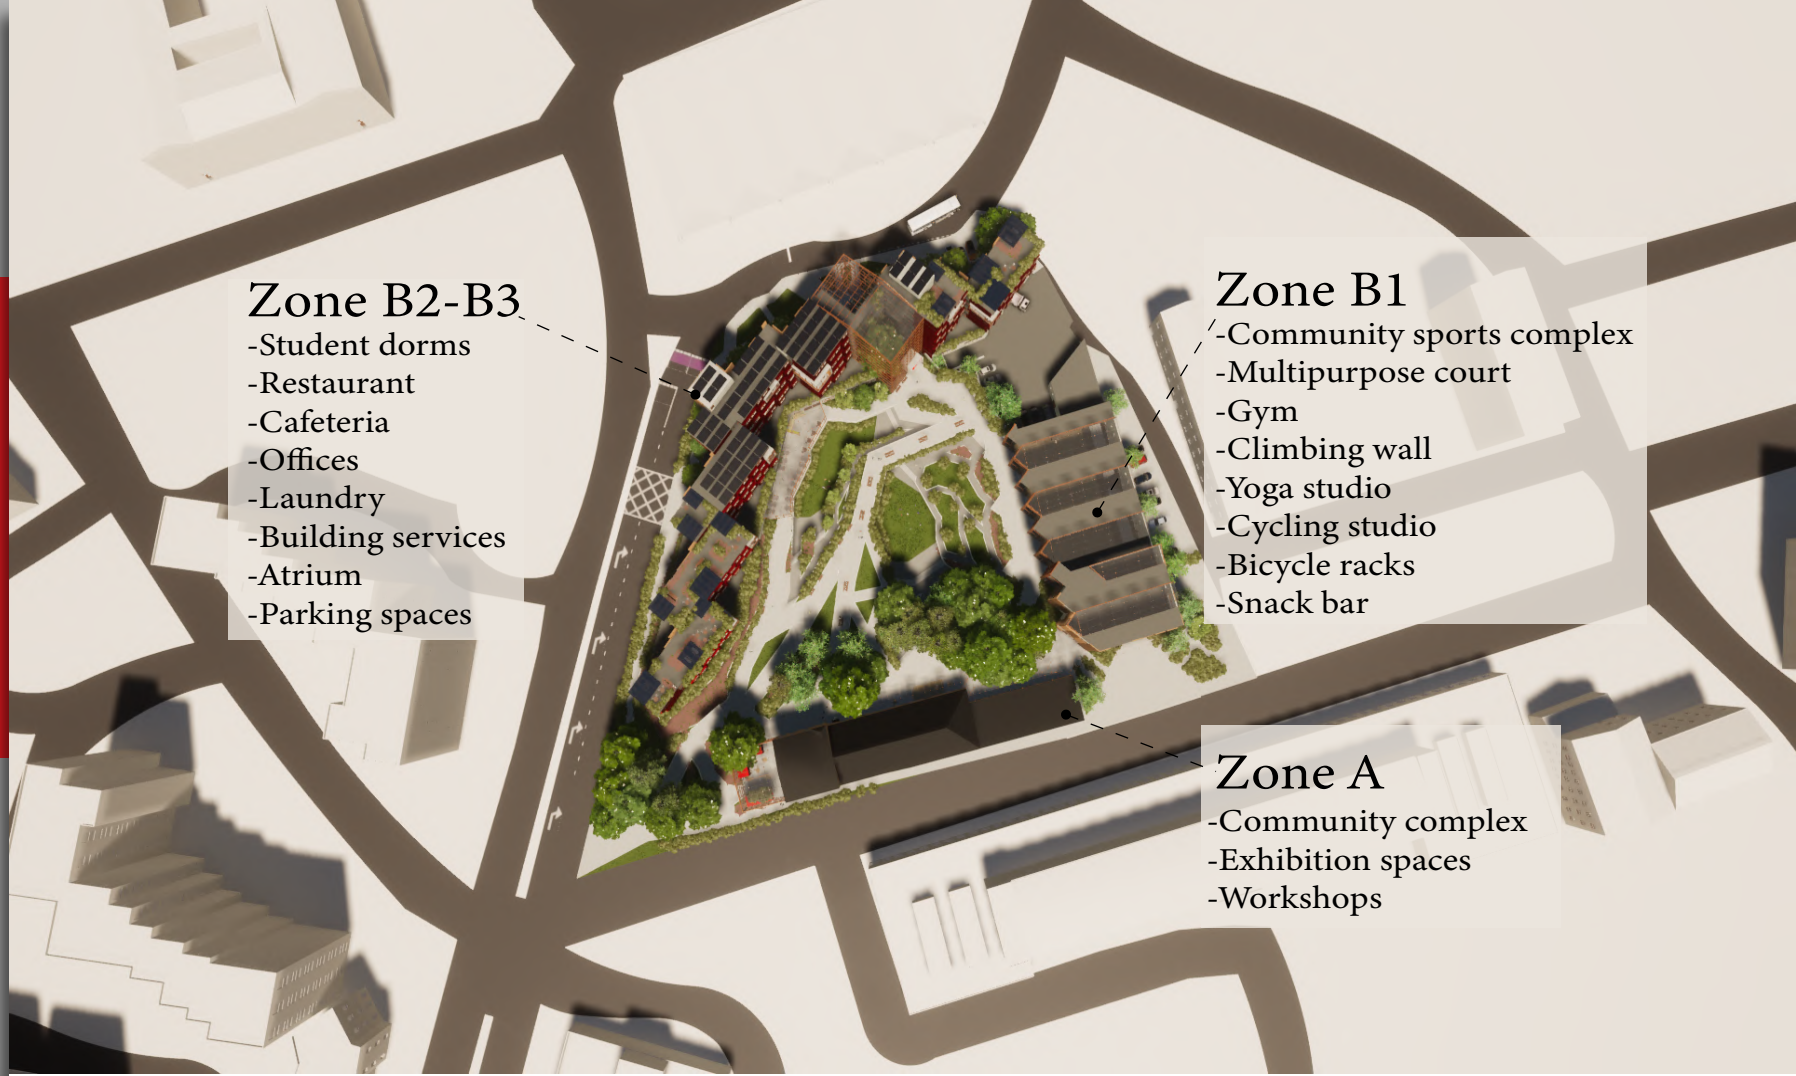 Zone B2-B3
-Student dorms
-Restaurant
-Cafeteria
-Offices
-Laundry
-Building services
-Atrium
-Parking spaces
Zone B1
-Community sports complex
-Multipurpose court
-Gym
-Climbing wall
-Yoga studio
-Cycling studio
-Bicycle racks
-Snack bar
Zone A
-Community complex
-Exhibition spaces
-Workshops